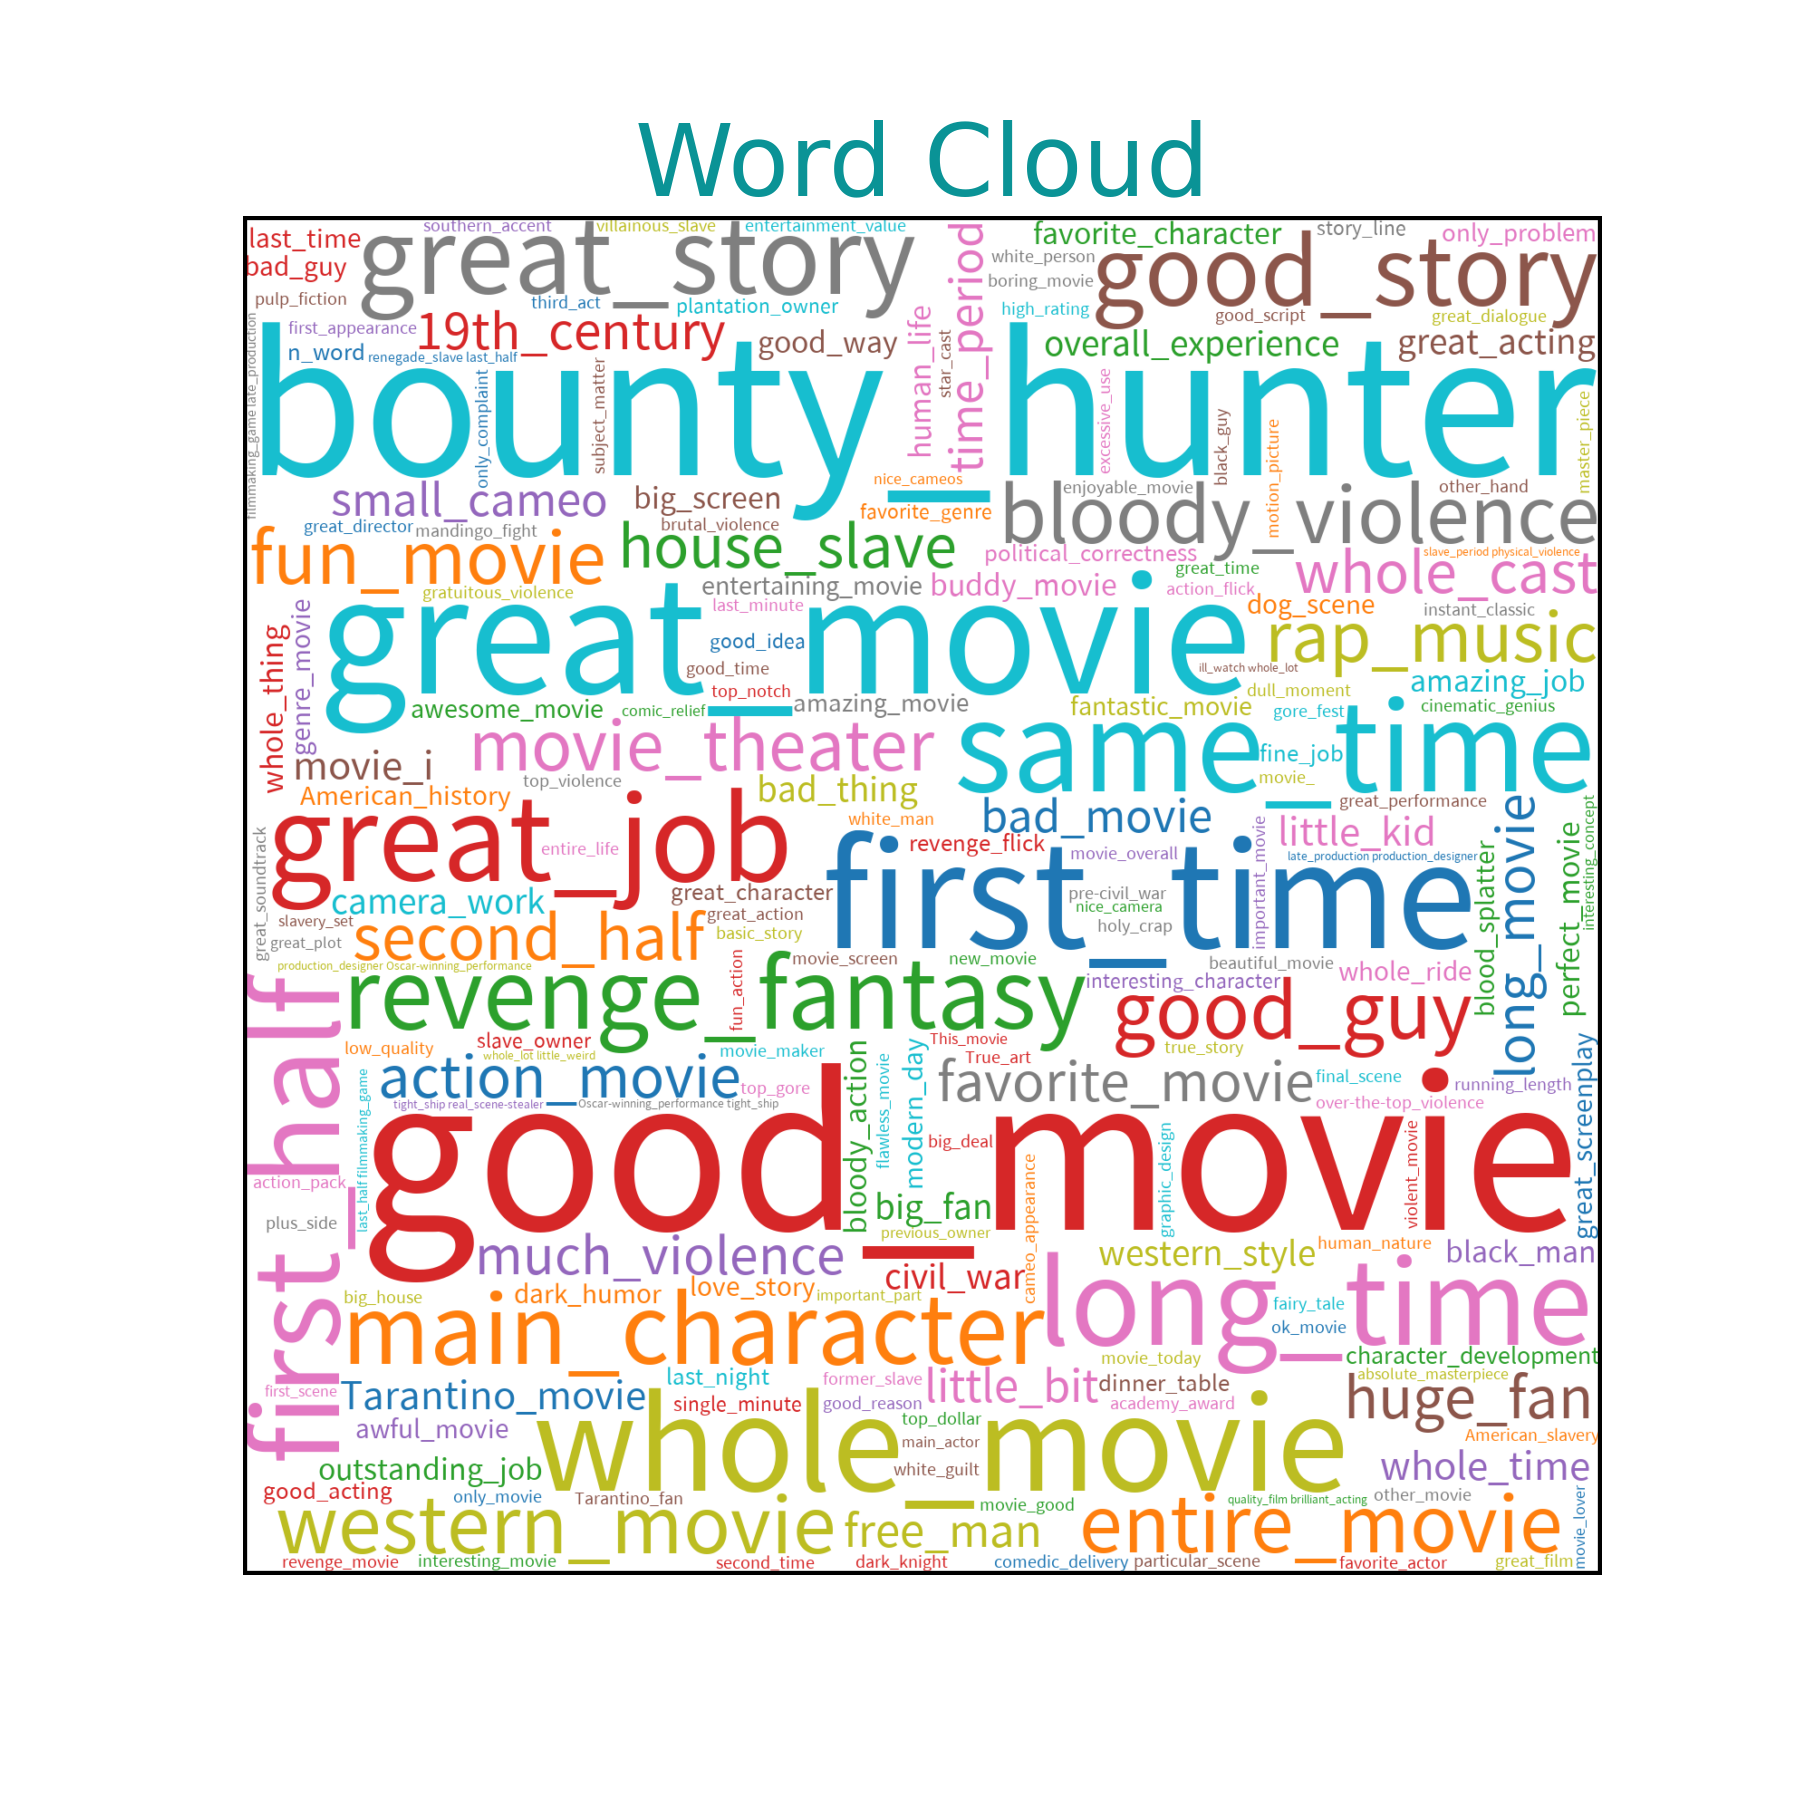 Word Cloud
southern_accent villainous_slave entertainment_value
last_time great_story time_period favorite_character story_line only_problem
bad_guy white_person good_story
pulp_fiction third_act plantation_owner boring_movie
high_rating good_script great_dialogue
first_appearance 19th_century good_way human_life star_cast overall_experience great_acting
n_word renegade_slave last_half
filmmaking_game late_production
bounty_hunter
only_complaint subject_matter excessive_use black_guy motion_picture master_piece
small_cameo big_screen nice_cameos enjoyable_movie other_hand
great_director mandingo_fight brutal_violence favorite_genre bloody_violence
fun_movie house_slave political_correctness slave_period physical_violence
gratuitous_violence entertaining_movie buddy_movie great_time whole_cast
action_flick
last_minute dog_scene instant_classic
great_movie
whole_thing genre_movie good_idea rap_music
good_time ill_watch whole_lot
top_notch dull_moment amazing_job
awesome_movie comic_relief amazing_movie fantastic_movie gore_fest cinematic_genius
movie_theater same_time
movie_i fine_job
top_violence bad_thing movie_
American_history great_performance
great_job white_man bad_movie little_kid long_movie perfect_movie interesting_concept
great_soundtrack entire_life revenge_flick movie_overall important_movie late_production production_designer blood_splatter
first_time
camera_work great_character pre-civil_war
slavery_set great_action nice_camera
great_plot second_half basic_story holy_crap
production_designer Oscar-winning_performance movie_screen new_movie beautiful_movie whole_ride
first_half revenge_fantasy fun_action interesting_character good_guy
low_quality slave_owner movie_maker This_movie true_story great_screenplay
whole_lot little_weird True_art
action_movie top_gore bloody_action flawless_movie modern_day favorite_movie final_scene running_length
tight_ship real_scene-stealer Oscar-winning_performance tight_ship over-the-top_violence
last_half filmmaking_game
good_movie
big_deal graphic_design violent_movie
action_pack
plus_side big_fan cameo_appearance
previous_owner human_nature
much_violence civil_war western_style black_man
big_house dark_humor love_story important_part long_time
main_character fairy_tale
ok_movie
movie_today character_development
first_scene last_night former_slave little_bit dinner_table absolute_masterpiece
Tarantino_movie single_minute good_reason academy_award huge_fan
awful_movie whole_movie top_dollar American_slavery
main_actor
outstanding_job white_guilt whole_time
good_acting only_movie Tarantino_fan movie_good quality_film brilliant_acting other_movie movie_lover
western_movie free_man entire_movie
revenge_movie interesting_movie second_time dark_knight comedic_delivery particular_scene favorite_actor great_film